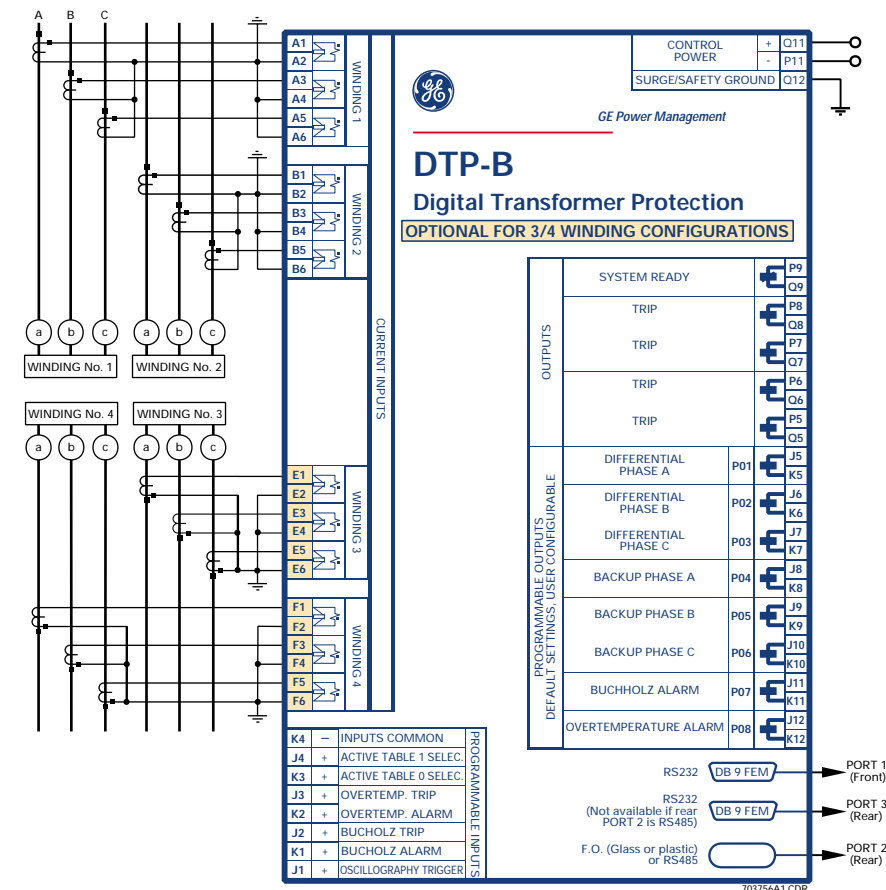 A B C
A1
A2
A3
A4
A5
A6
WINDING 1
B1
B2
B3
B4
B5
B6
WINDING 2
CURRENT INPUTS
a b c a b c
WINDING No. 1 WINDING No. 2
WINDING No. 4 WINDING No. 3
a b c a b c
E1
E2
E3
E4
E5
E6
WINDING 3
F1
F2
F3
F4
F5
F6
WINDING 4
K4 – INPUTS COMMON
J4 + ACTIVE TABLE 1 SELEC.
K3 + ACTIVE TABLE 0 SELEC.
J3 + OVERTEMP. TRIP
K2 + OVERTEMP. ALARM
J2 + BUCHOLZ TRIP
K1 + BUCHOLZ ALARM
J1 + OSCILLOGRAPHY TRIGGER
PROGRAMMABLE INPUTS
CONTROL POWER + Q11
- P11
SURGE/SAFETY GROUND Q12
GE
GE Power Management
DTP-B
Digital Transformer Protection
OPTIONAL FOR 3/4 WINDING CONFIGURATIONS
OUTPUTS
SYSTEM READY P9
Q9
TRIP P8
Q8
TRIP P7
Q7
TRIP P6
Q6
TRIP P5
Q5
PROGRAMMABLE OUTPUTS
DEFAULT SETTINGS, USER CONFIGURABLE
DIFFERENTIAL PHASE A P01 J5
K5
DIFFERENTIAL PHASE B P02 J6
K6
DIFFERENTIAL PHASE C P03 J7
K7
BACKUP PHASE A P04 J8
K8
BACKUP PHASE B P05 J9
K9
BACKUP PHASE C P06 J10
K10
BUCHHOLZ ALARM P07 J11
K11
OVERTEMPERATURE ALARM P08 J12
K12
RS232 DB 9 FEM PORT 1
(Front)
RS232
(Not available if rear
PORT 2 is RS485)
DB 9 FEM PORT 3
(Rear)
F.O. (Glass or plastic)
or RS485
PORT 2
(Rear)
703756A1.CDR